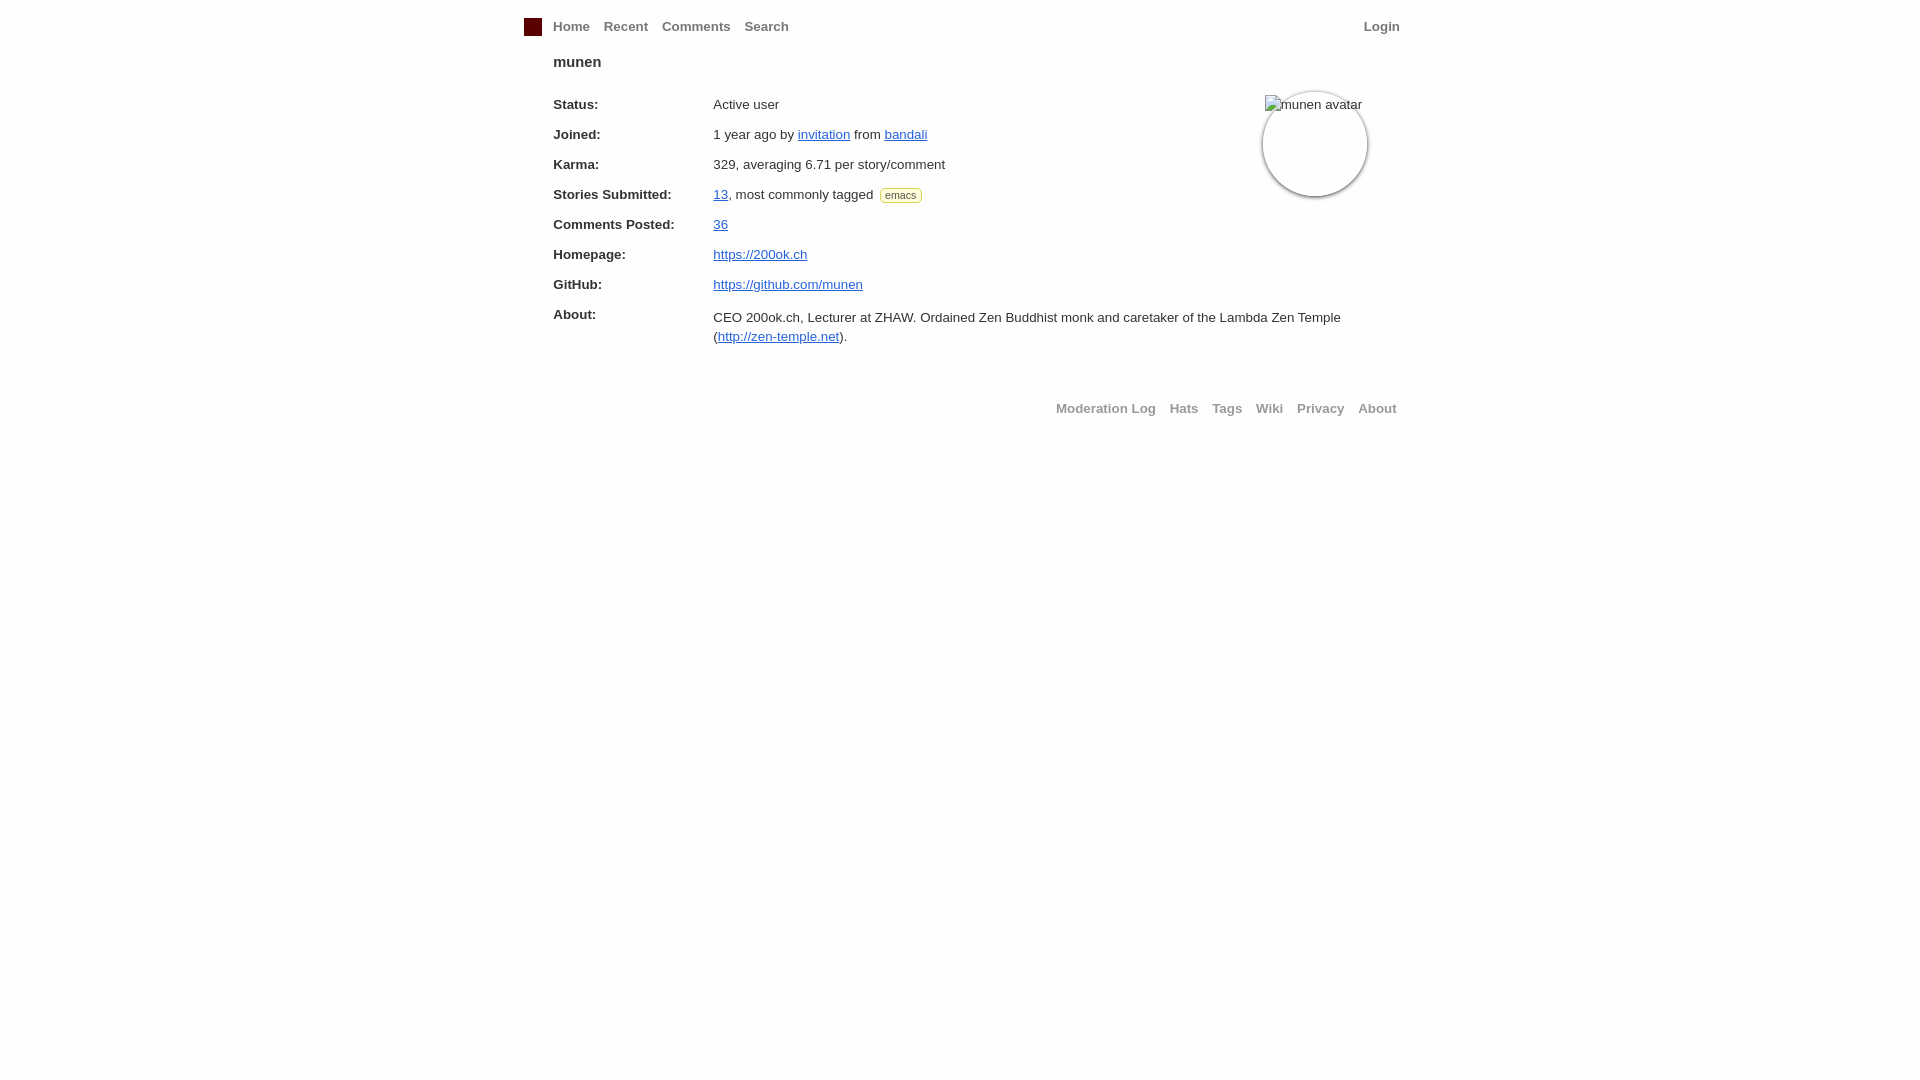 Home Recent Comments Search Login
munen
Status: Active user
munen avatar
Joined: 1 year ago by invitation from bandali
Karma: 329, averaging 6.71 per story/comment
Stories Submitted: 13, most commonly tagged emacs
Comments Posted: 36
Homepage: https://200ok.ch
GitHub: https://github.com/munen
About: CEO 200ok.ch, Lecturer at ZHAW. Ordained Zen Buddhist monk and caretaker of the Lambda Zen Temple
(http://zen-temple.net).
Moderation Log Hats Tags Wiki Privacy About